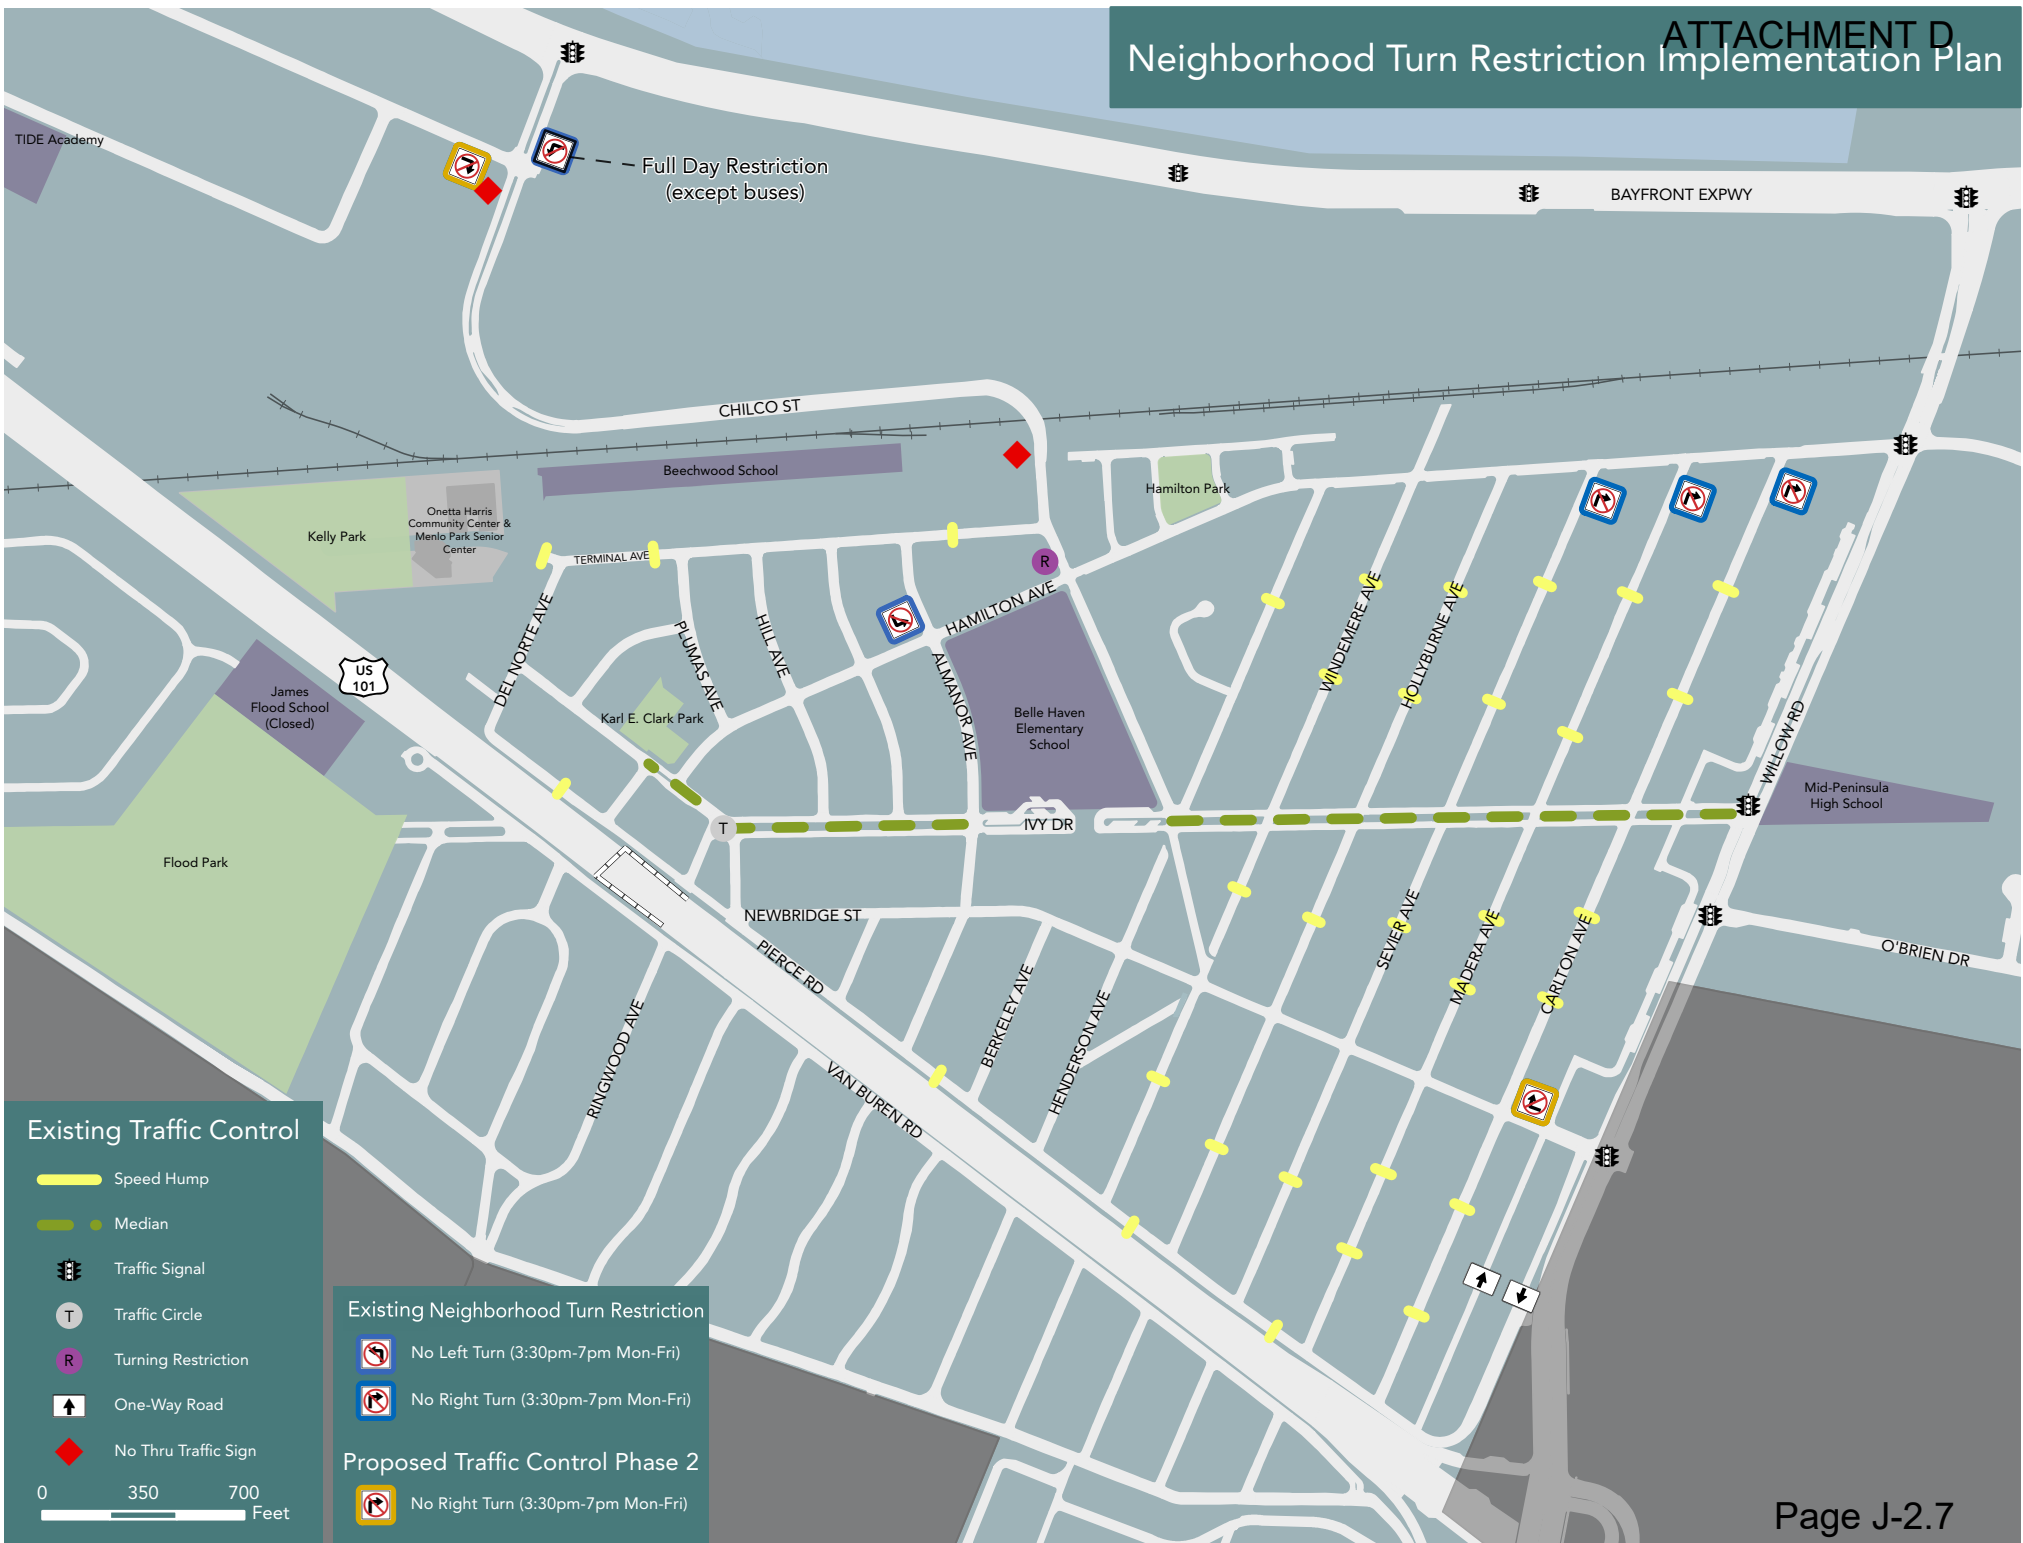 ATTACHMENT D
Neighborhood Turn Restriction Implementation Plan
TIDE Academy
Full Day Restriction
(except buses)
BAYFRONT EXPWY
CHILCO ST
Beechwood School
Hamilton Park
Kelly Park
Onetta Harris
Community Center &
Menlo Park Senior
Center
TERMINAL AVE
R
HAMILTON AVE
DEL NORTE AVE
PLUMAS AVE
HILL AVE
ALMANOR AVE
WINDEMERE AVE
HOLLYBURNE AVE
US
101
James
Flood School
(Closed)
Karl E. Clark Park
Belle Haven
Elementary
School
WILLOW RD
Mid-Peninsula
High School
T
IVY DR
Flood Park
NEWBRIDGE ST
PIERCE RD
SEVIER AVE
MADERA AVE
CARLTON AVE
O'BRIEN DR
BERKELEY AVE
HENDERSON AVE
RINGWOOD AVE
VAN BUREN RD
Existing Traffic Control
Speed Hump
Median
Traffic Signal
T Traffic Circle
R Turning Restriction
One-Way Road
No Thru Traffic Sign
0 350 700
Feet
Existing Neighborhood Turn Restriction
No Left Turn (3:30pm-7pm Mon-Fri)
No Right Turn (3:30pm-7pm Mon-Fri)
Proposed Traffic Control Phase 2
No Right Turn (3:30pm-7pm Mon-Fri)
Page J-2.7